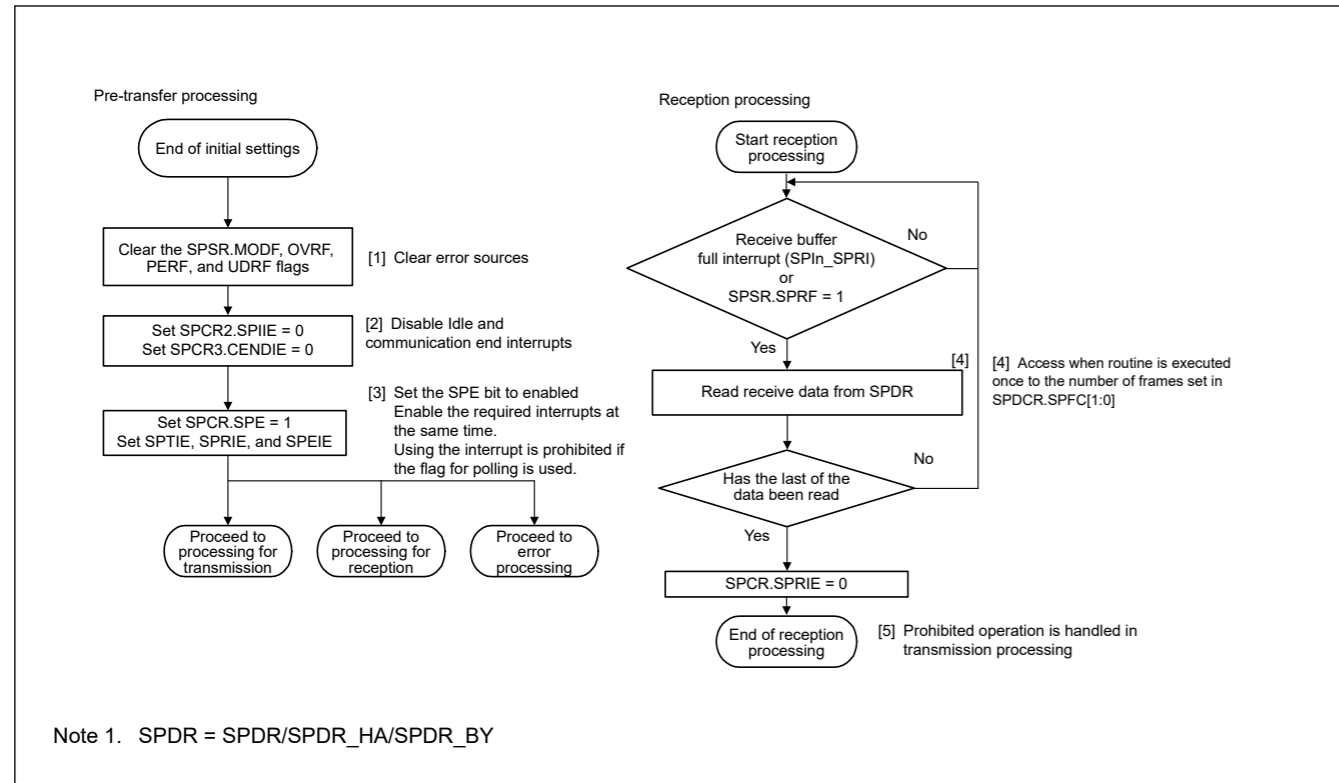 Pre-transfer processing
End of initial settings
Clear the SPSR.MODF, OVRF,
PERF, and UDRF flags
[1] Clear error sources
Set SPCR2.SPIIE = 0
Set SPCR3.CENDIE = 0
[2] Disable Idle and
communication end interrupts
Set SPCR.SPE = 1
Set SPTIE, SPRIE, and SPEIE
[3] Set the SPE bit to enabled
Enable the required interrupts at
the same time.
Using the interrupt is prohibited if
the flag for polling is used.
Proceed to
processing for
transmission
Proceed to
processing for
reception
Proceed to
error
processing
Reception processing
Start reception
processing
Receive buffer
full interrupt (SPIn_SPRI)
or
SPSR.SPRF = 1
No
Yes
Read receive data from SPDR
[4]
[4] Access when routine is executed
once to the number of frames set in
SPDCR.SPFC[1:0]
Has the last of the
data been read
No
Yes
SPCR.SPRIE = 0
End of reception
processing
[5] Prohibited operation is handled in
transmission processing
Note 1. SPDR = SPDR/SPDR_HA/SPDR_BY